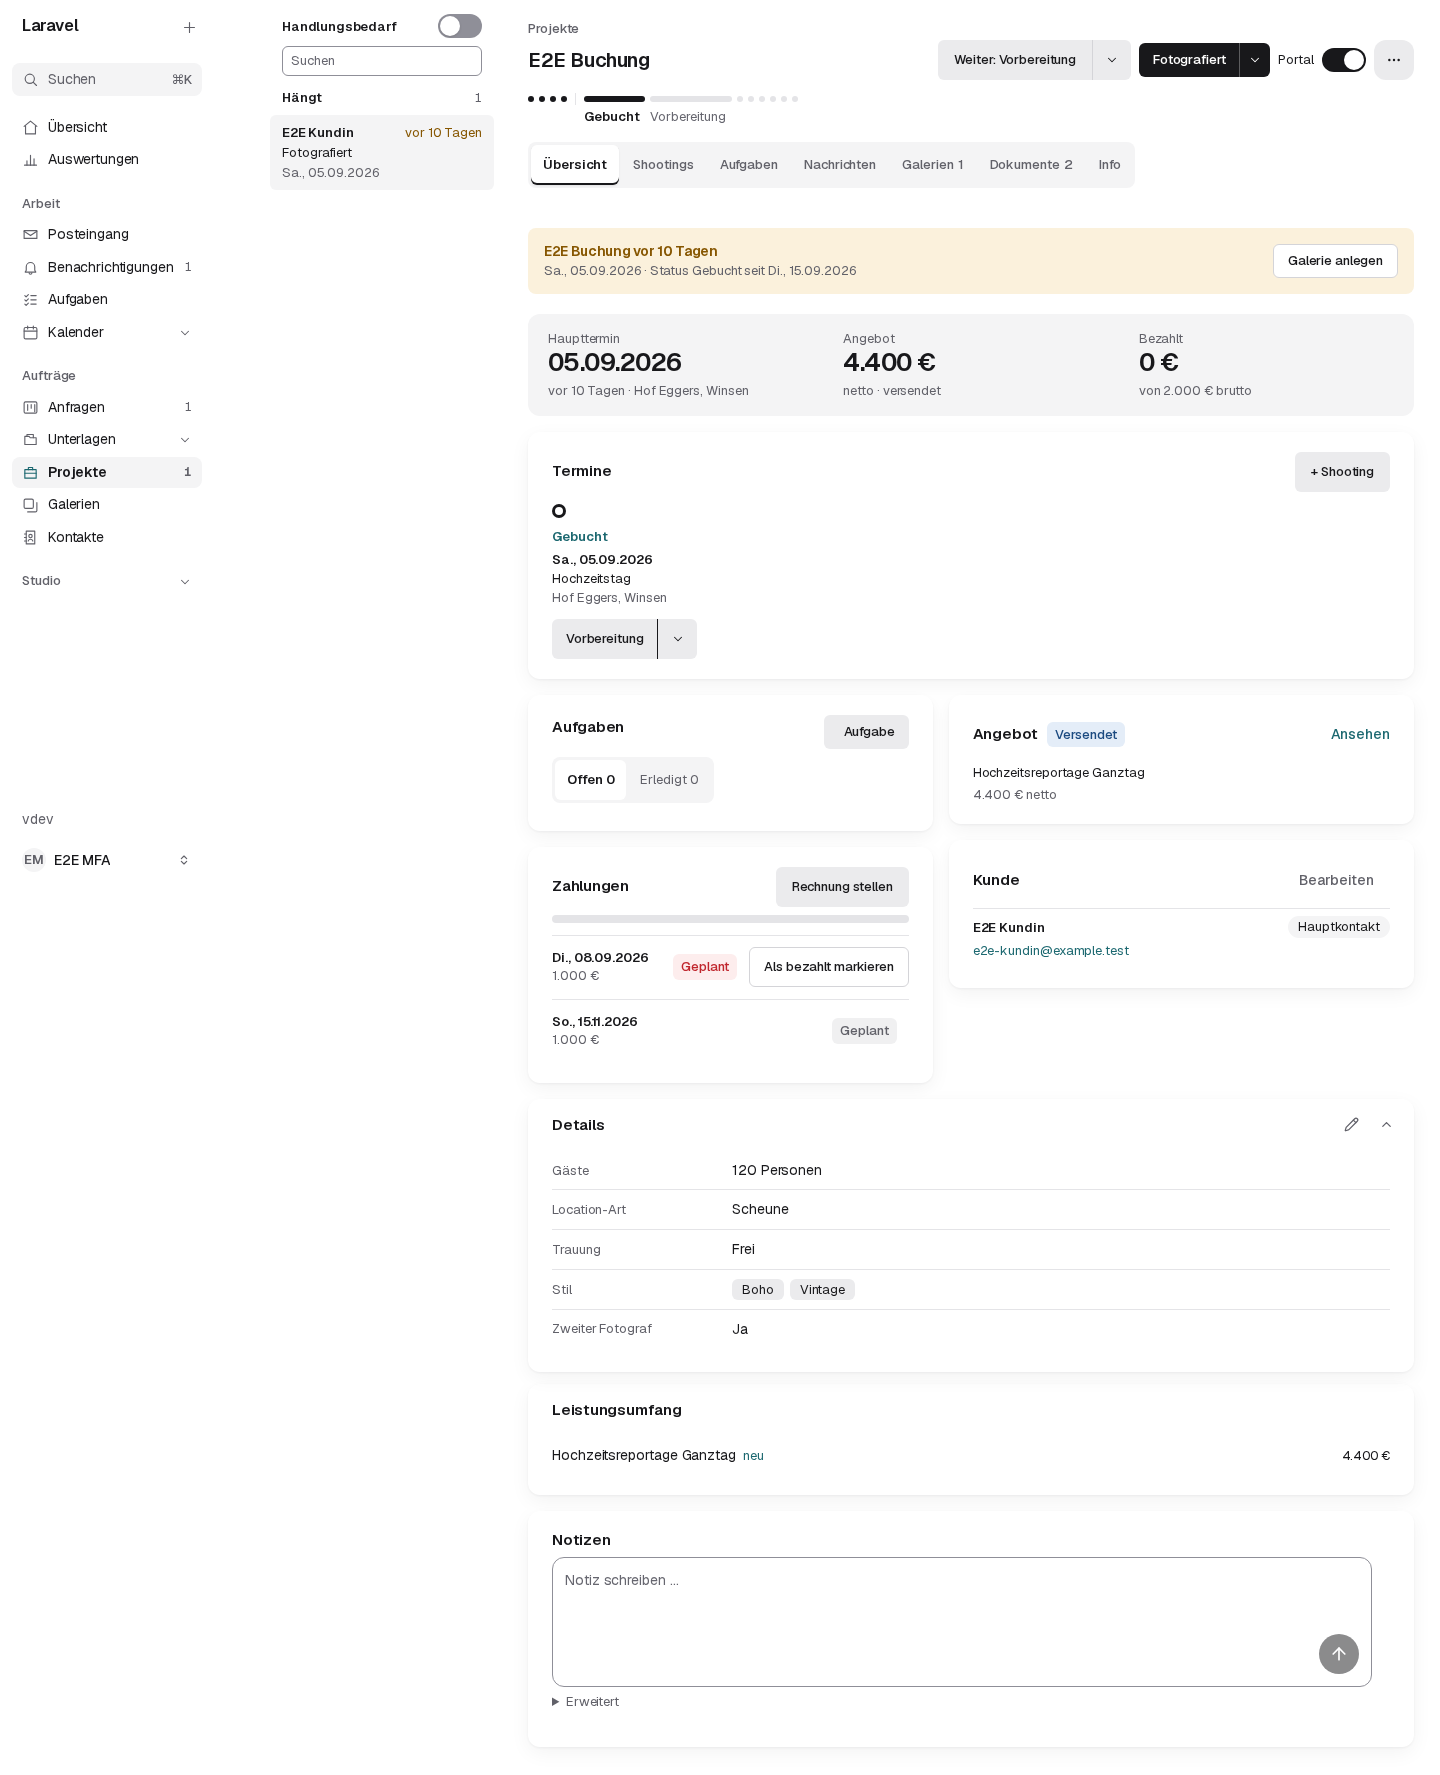 Laravel
Suchen ⌘K
Übersicht
Auswertungen
Arbeit
Posteingang
Benachrichtigungen 1
Aufgaben
Kalender
Aufträge
Anfragen 1
Unterlagen
Projekte 1
Galerien
Kontakte
Studio
vdev
EM E2E MFA
Handlungsbedarf
Suchen
Hängt 1
E2E Kundin vor 10 Tagen
Fotografiert
Sa., 05.09.2026
Projekte
E2E Buchung
Weiter: Vorbereitung
Fotografiert
Portal
Gebucht Vorbereitung
Übersicht Shootings Aufgaben Nachrichten Galerien 1 Dokumente 2 Info
E2E Buchung vor 10 Tagen
Sa., 05.09.2026 · Status Gebucht seit Di., 15.09.2026
Galerie anlegen
Haupttermin
05.09.2026
vor 10 Tagen · Hof Eggers, Winsen
Angebot
4.400 €
netto · versendet
Bezahlt
0 €
von 2.000 € brutto
Termine
+ Shooting
Gebucht
Sa., 05.09.2026
Hochzeitstag
Hof Eggers, Winsen
Vorbereitung
Aufgaben
Aufgabe
Offen 0 Erledigt 0
Angebot Versendet
Ansehen
Hochzeitsreportage Ganztag
4.400 € netto
Zahlungen
Rechnung stellen
Di., 08.09.2026
1.000 €
Geplant
Als bezahlt markieren
So., 15.11.2026
1.000 €
Geplant
Kunde
Bearbeiten
E2E Kundin
Hauptkontakt
e2e-kundin@example.test
Details
Gäste 120 Personen
Location-Art Scheune
Trauung Frei
Stil Boho Vintage
Zweiter Fotograf Ja
Leistungsumfang
Hochzeitsreportage Ganztag neu 4.400 €
Notizen
Notiz schreiben ...
Erweitert